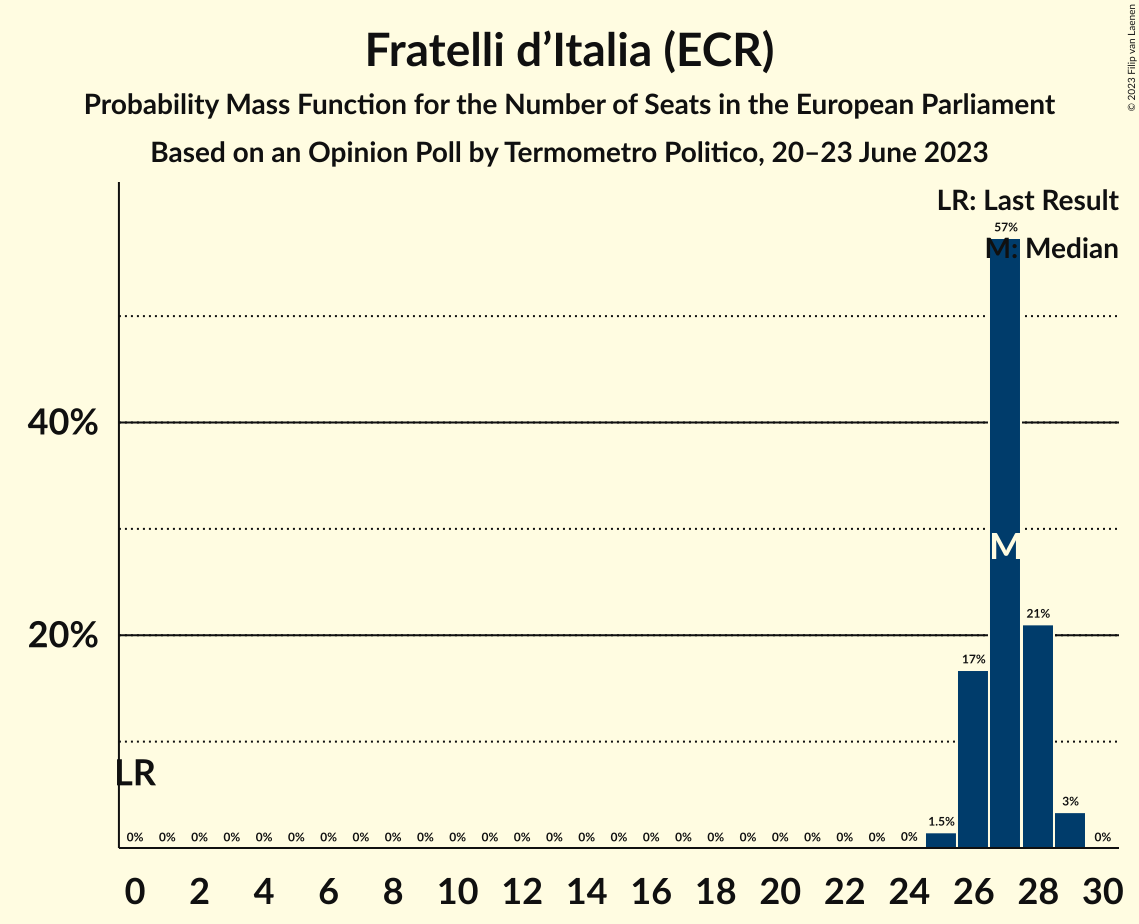 Fratelli d’Italia (ECR)
Probability Mass Function for the Number of Seats in the European Parliament
Based on an Opinion Poll by Termometro Politico, 20–23 June 2023
© 2023 Filip van Laenen
LR: Last Result
M: Median
57%
40%
M
21%
20%
17%
LR
3%
1.5%
0% 0% 0% 0% 0% 0% 0% 0% 0% 0% 0% 0% 0% 0% 0% 0% 0% 0% 0% 0% 0% 0% 0% 0% 0% 0%
0 2 4 6 8 10 12 14 16 18 20 22 24 26 28 30